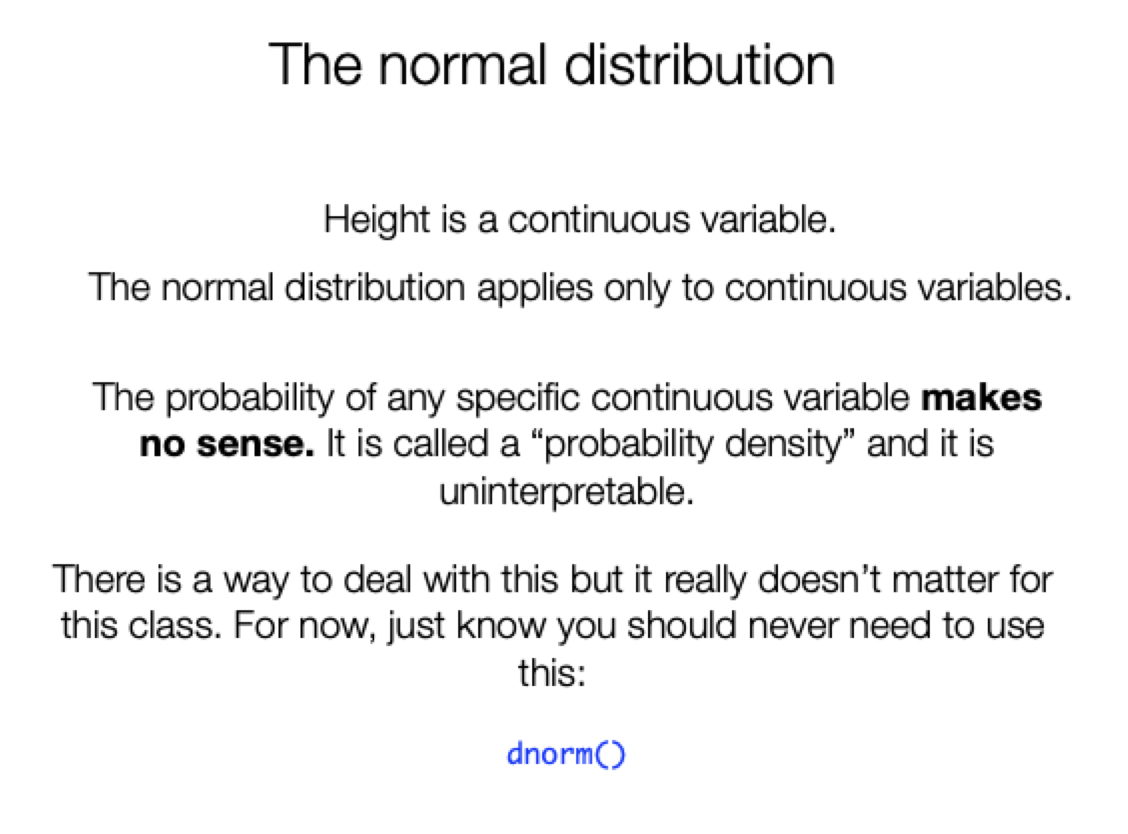 The normal distribution
Height is a continuous variable.
The normal distribution applies only to continuous variables.
The probability of any specific continuous variable makes
no sense. It is called a “probability density” and it is
uninterpretable.
There is a way to deal with this but it really doesn’t matter for
this class. For now, just know you should never need to use
this:
dnorm()